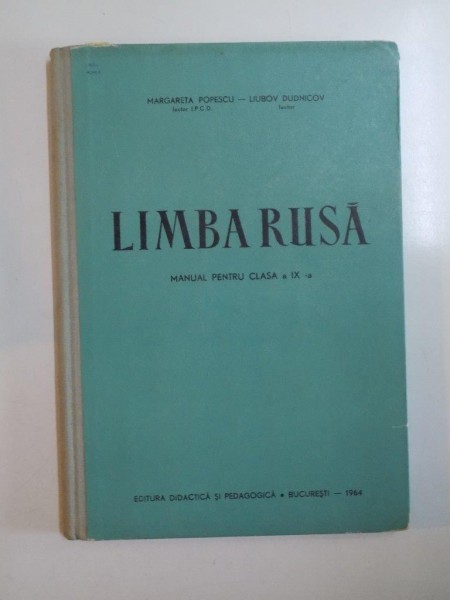 MARGARETA POPESCU — LIUBOV DUDNICOV
lector I.P.C.D. lector
LIMBA RUSĂ
MANUAL PENTRU CLASA a IX -a
EDITURA DIDACTICĂ ȘI PEDAGOGICĂ • BUCUREȘTI — 1964